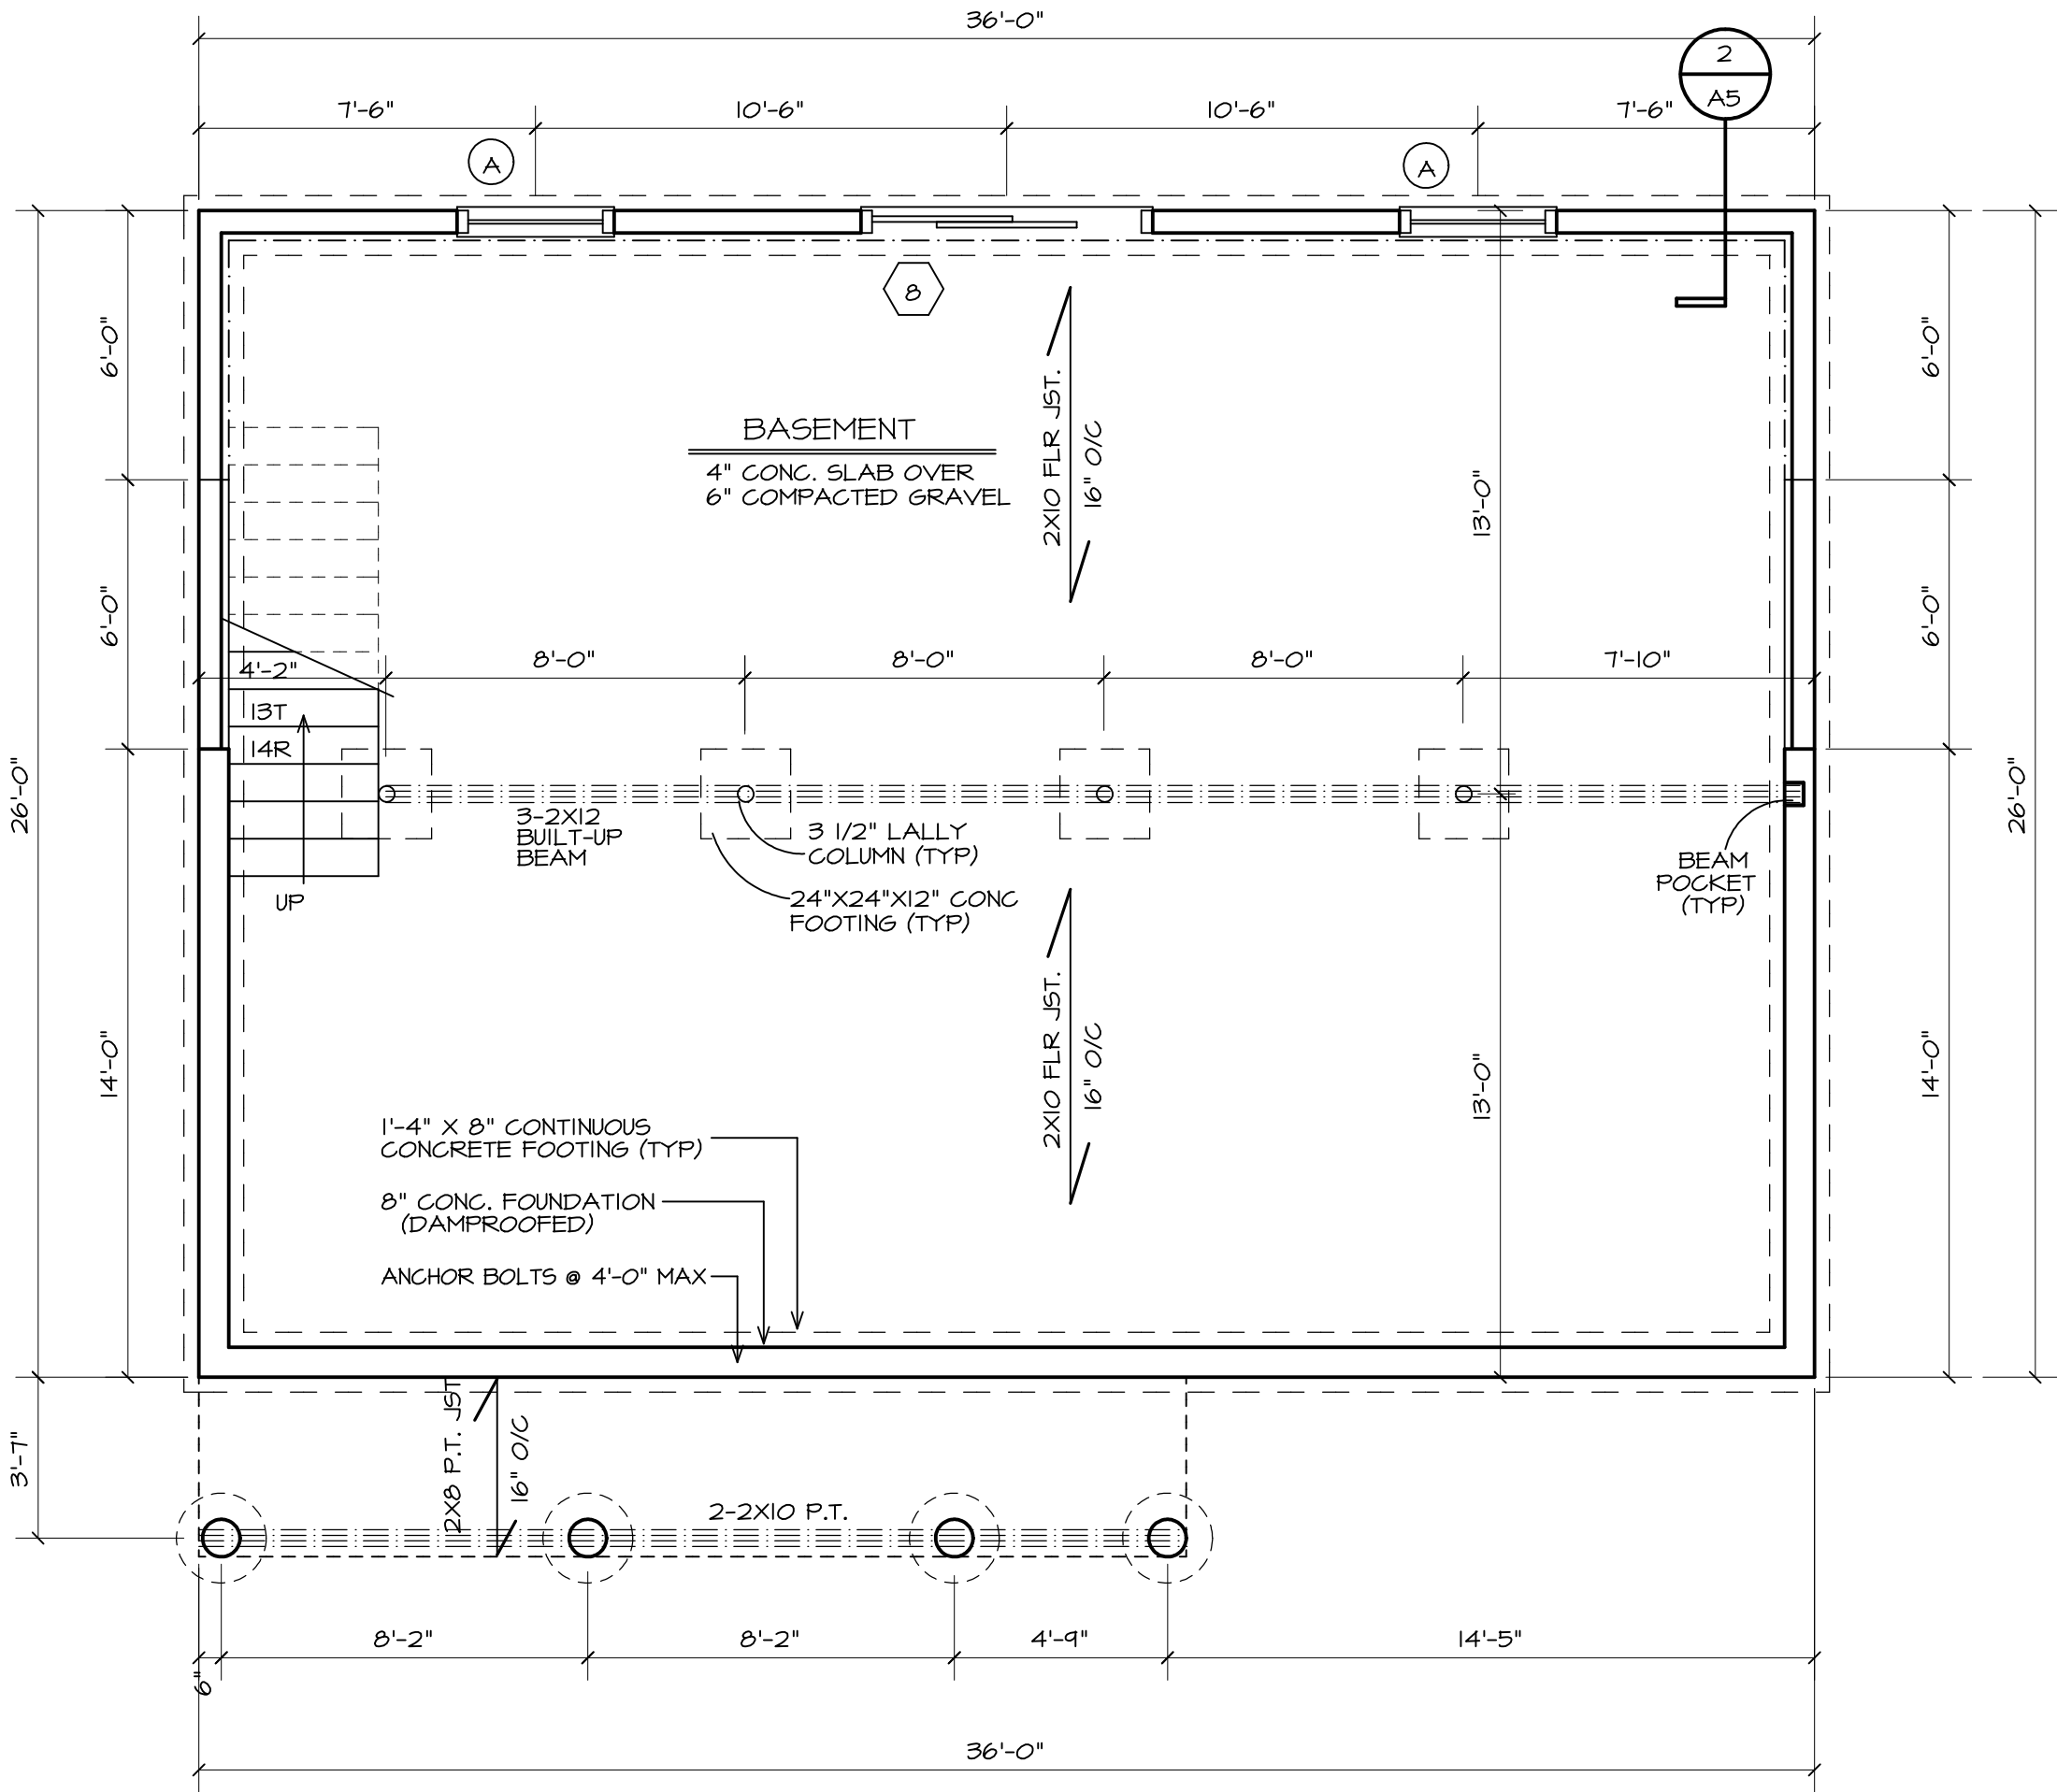 36'-0"
7'-6"
10'-6"
10'-6"
7'-6"
2
A5
A
A
8
6'-0"
6'-0"
BASEMENT
4" CONC. SLAB OVER
6" COMPACTED GRAVEL
2X10 FLR JST.
16" O/C
13'-0"
6'-0"
6'-0"
4'-2"
8'-0"
8'-0"
8'-0"
7'-10"
13T
14R
UP
26'-0"
26'-0"
3-2X12
BUILT-UP
BEAM
3 1/2" LALLY
COLUMN (TYP)
24"X24"X12" CONC
FOOTING (TYP)
BEAM
POCKET
(TYP)
2X10 FLR JST.
16" O/C
13'-0"
14'-0"
14'-0"
1'-4" X 8" CONTINUOUS
CONCRETE FOOTING (TYP)
8" CONC. FOUNDATION
(DAMPROOFED)
ANCHOR BOLTS @ 4'-0" MAX
3'-7"
2X8 P.T. JST
16" O/C
2-2X10 P.T.
6"
8'-2"
8'-2"
4'-9"
14'-5"
36'-0"